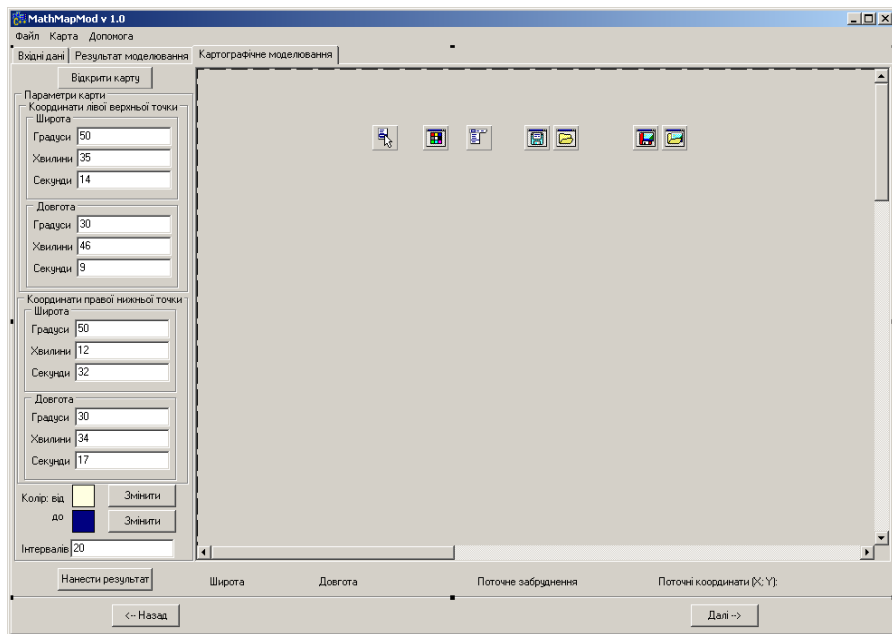 MathMapMod v 1.0
Файл Карта Допомога
Вхідні дані Результат моделювання Картографічне моделювання
Відкрити карту
Параметри карти
Координати лівої верхньої точки
Широта
Градуси 50
Хвилини 35
Секунди 14
Довгота
Градуси 30
Хвилини 46
Секунди 9
Координати правої нижньої точки
Широта
Градуси 50
Хвилини 12
Секунди 32
Довгота
Градуси 30
Хвилини 34
Секунди 17
Колір: від Змінити
до Змінити
Інтервалів 20
Нанести результат Широта Довгота Поточне забруднення Поточні координати (X; Y):
<-- Назад Далі -->